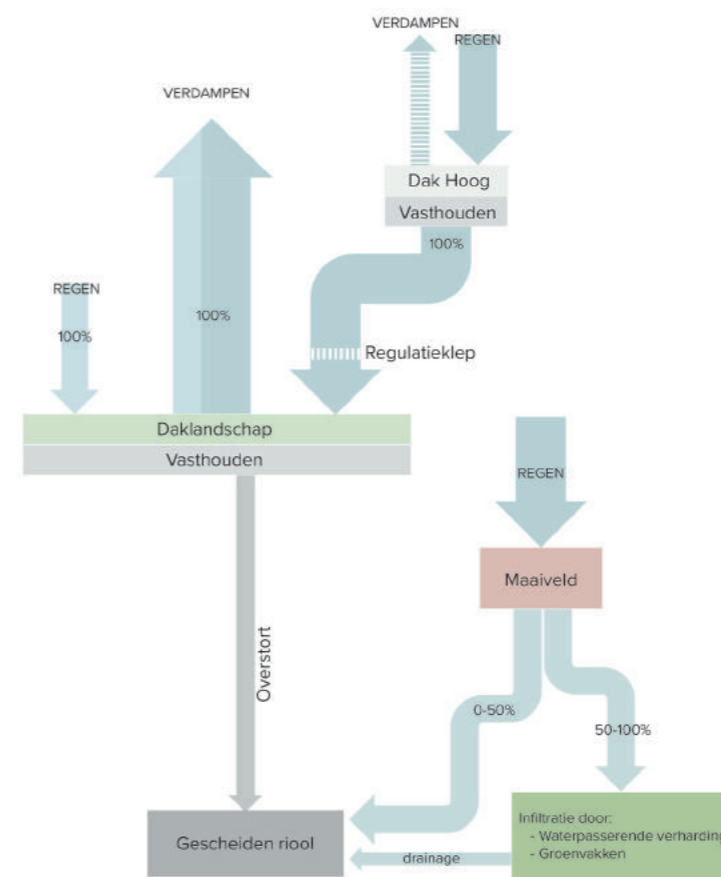 VERDAMPEN
REGEN
VERDAMPEN
Dak Hoog
Vasthouden
100%
REGEN
100%
100%
Regulatieklep
Daklandschap
Vasthouden
REGEN
Maaiveld
Overstort
0-50%
50-100%
Gescheiden riool
drainage
Infiltratie door:
- Waterpasserende verharding
- Groenvakken